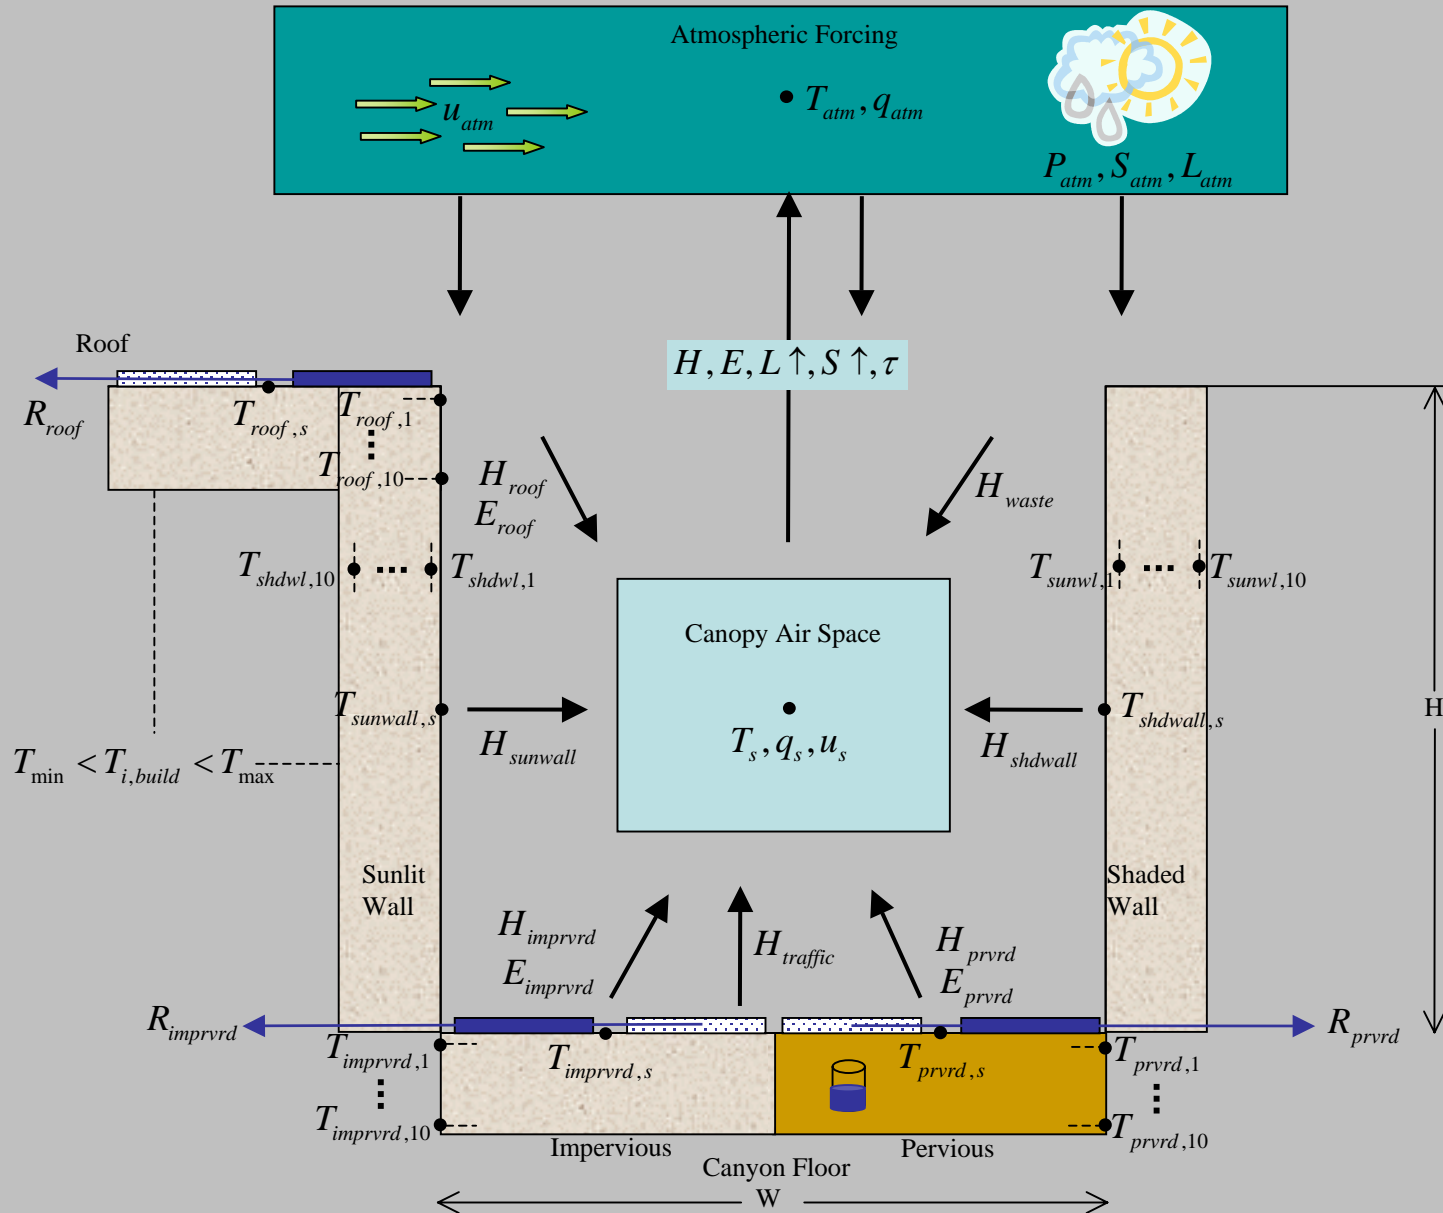 Atmospheric Forcing
u_atm
T_atm, q_atm
P_atm, S_atm, L_atm
Roof
R_roof
T_roof,s
T_roof,1
T_roof,10
H, E, L ↑, S ↑, τ
H_roof
E_roof
H_waste
T_shdwl,10
T_shdwl,1
T_sunwl,1
T_sunwl,10
Canopy Air Space
T_s, q_s, u_s
T_sunwall,s
H_sunwall
H_shdwall
T_shdwall,s
H
T_min < T_i,build < T_max
Sunlit
Wall
Shaded
Wall
H_imprvrd
E_imprvrd
H_traffic
H_prvrd
E_prvrd
R_imprvrd
R_prvrd
T_imprvrd,1
T_imprvrd,s
T_prvrd,s
T_prvrd,1
T_imprvrd,10
T_prvrd,10
Impervious
Pervious
Canyon Floor
W